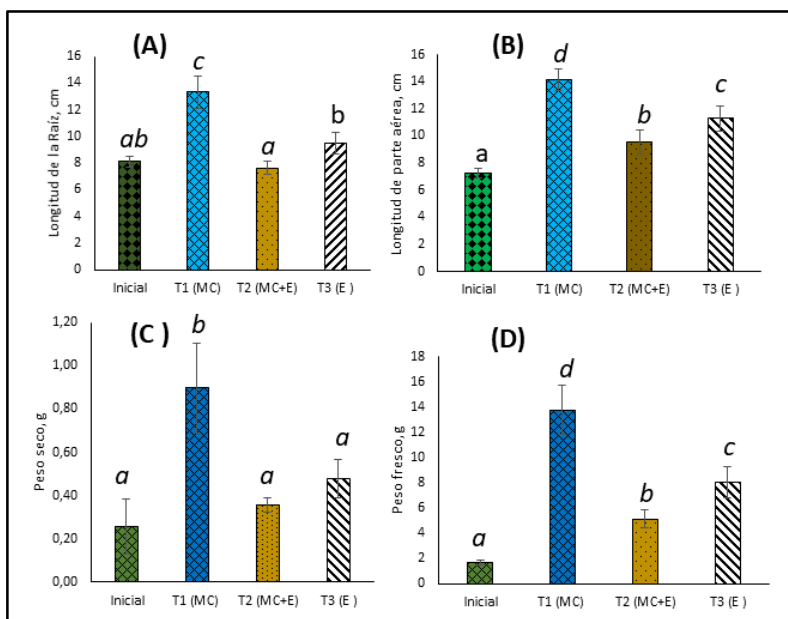 (A)
Longitud de la Raíz, cm
16
14
12
10
8
6
4
2
0
ab
c
a
b
Inicial
T1 (MC)
T2 (MC+E)
T3 (E )
(B)
Longitud de parte aérea, cm
16
14
12
10
8
6
4
2
0
a
d
b
c
Inicial
T1 (MC)
T2 (MC+E)
T3 (E )
(C )
Peso seco, g
1,20
1,00
0,80
0,60
0,40
0,20
0,00
a
b
a
a
Inicial
T1 (MC)
T2 (MC+E)
T3 (E )
(D)
Peso fresco, g
18
16
14
12
10
8
6
4
2
0
a
d
b
c
Inicial
T1 (MC)
T2 (MC+E)
T3 (E )